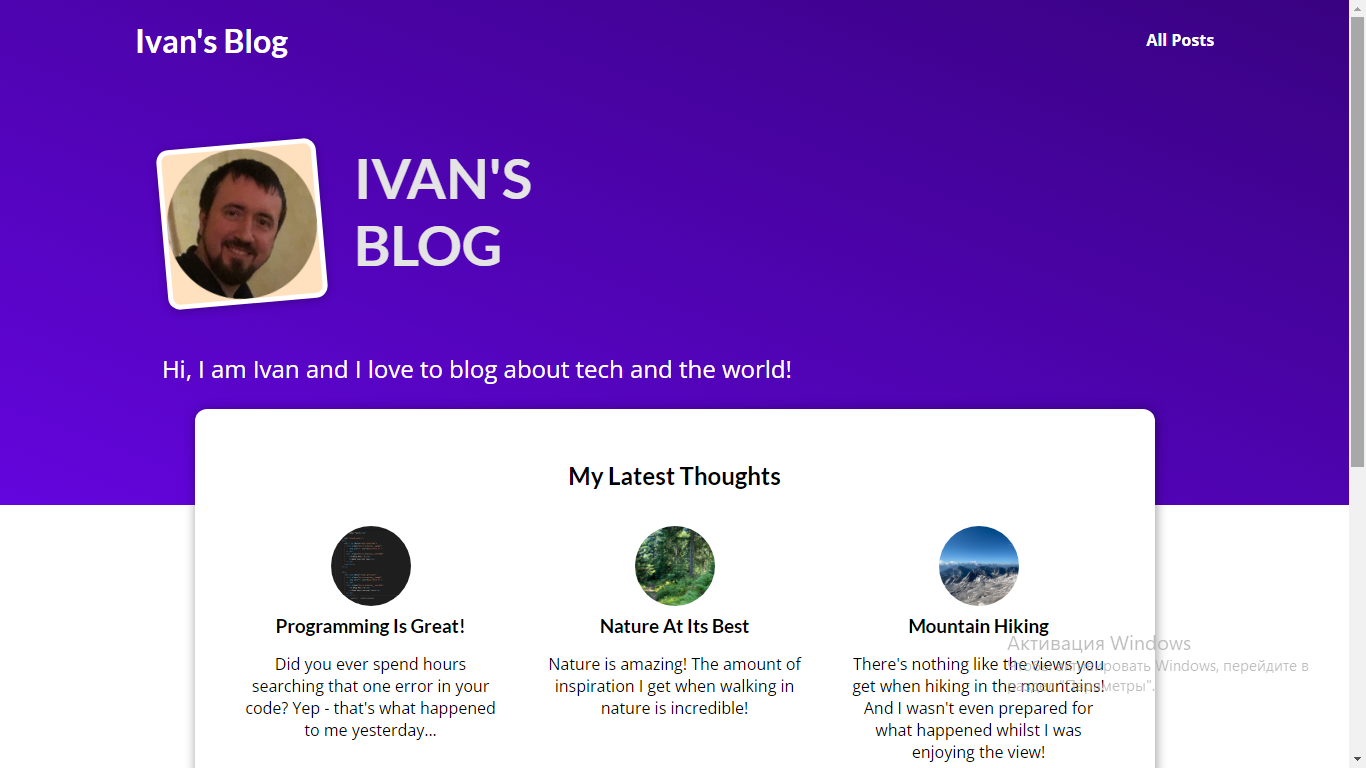 Ivan's Blog
All Posts
IVAN'S
BLOG
Hi, I am Ivan and I love to blog about tech and the world!
My Latest Thoughts
Programming Is Great!
Did you ever spend hours
searching that one error in your
code? Yep - that's what happened
to me yesterday...
Nature At Its Best
Nature is amazing! The amount of
inspiration I get when walking in
nature is incredible!
Mountain Hiking
There's nothing like the views you
get when hiking in the mountains!
And I wasn't even prepared for
what happened whilst I was
enjoying the view!
Активация Windows
Чтобы активировать Windows, перейдите в
раздел "Параметры".